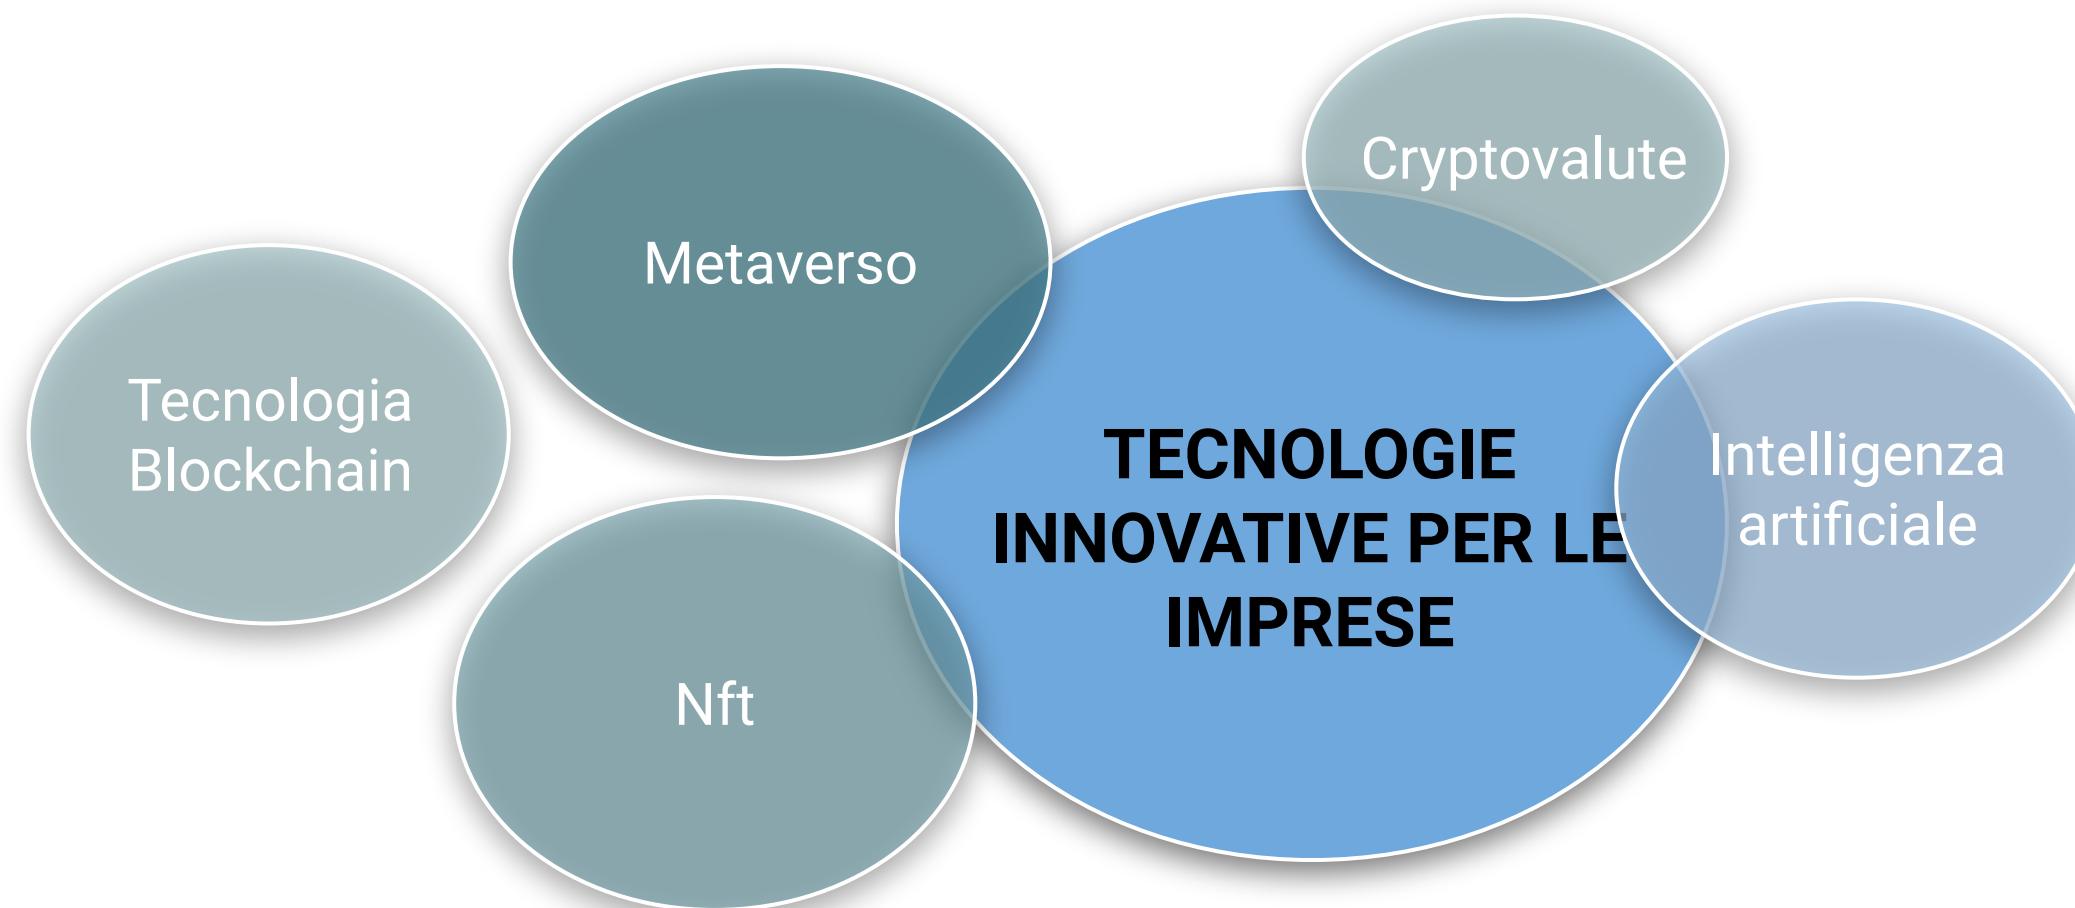 Cryptovalute
Metaverso
Tecnologia
Blockchain
TECNOLOGIE
INNOVATIVE PER LE
IMPRESE
Intelligenza
artificiale
Nft